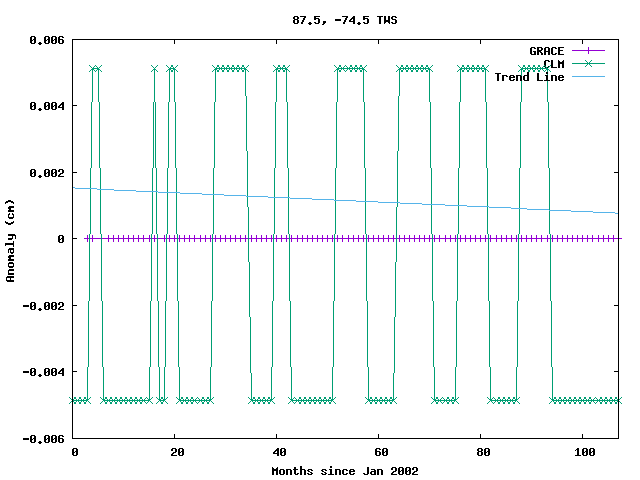 87.5, -74.5 TWS
GRACE
CLM
Trend Line
0.006
0.004
0.002
0
-0.002
-0.004
-0.006
Anomaly (cm)
0 20 40 60 80 100
Months since Jan 2002